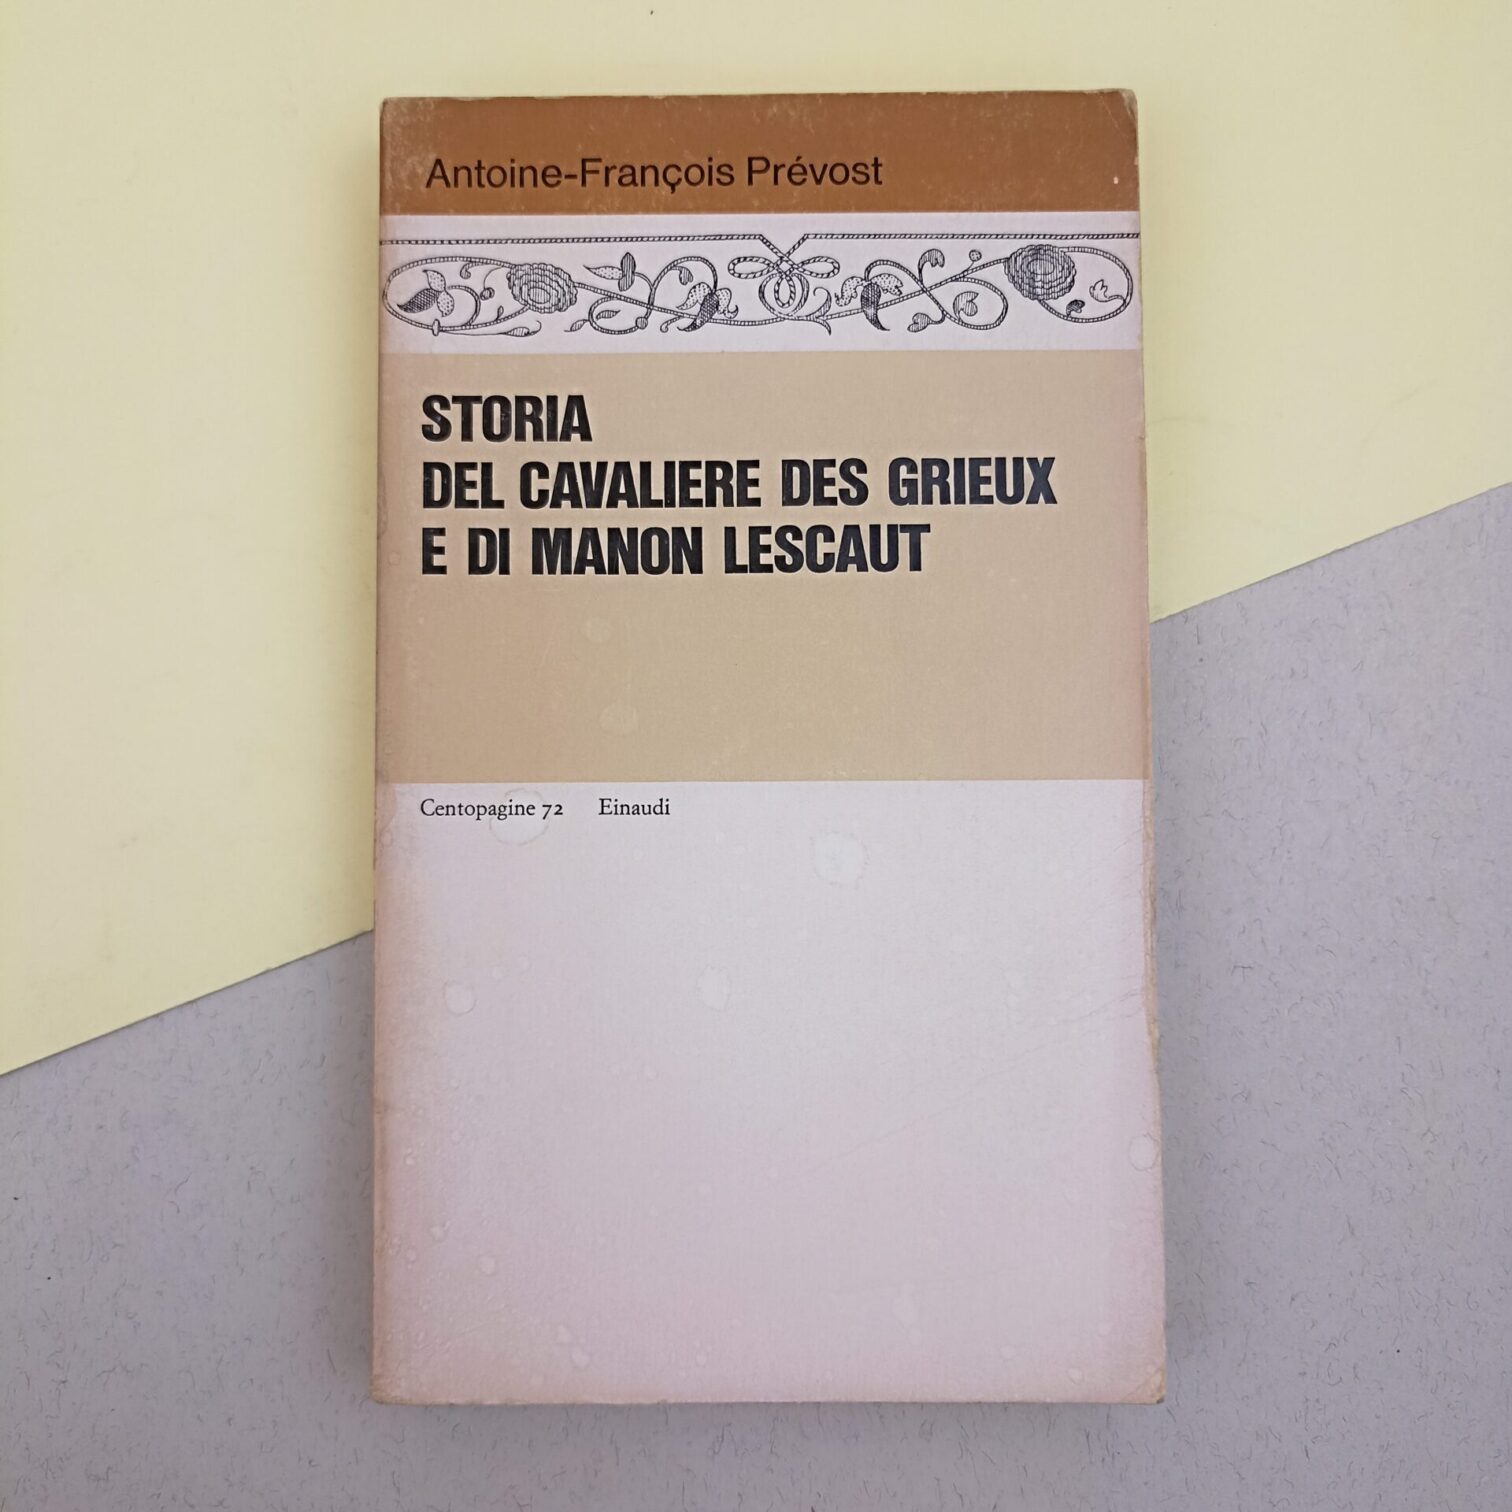 Antoine-François Prévost
STORIA
DEL CAVALIERE DES GRIEUX
E DI MANON LESCAUT
Centopagine 72 Einaudi